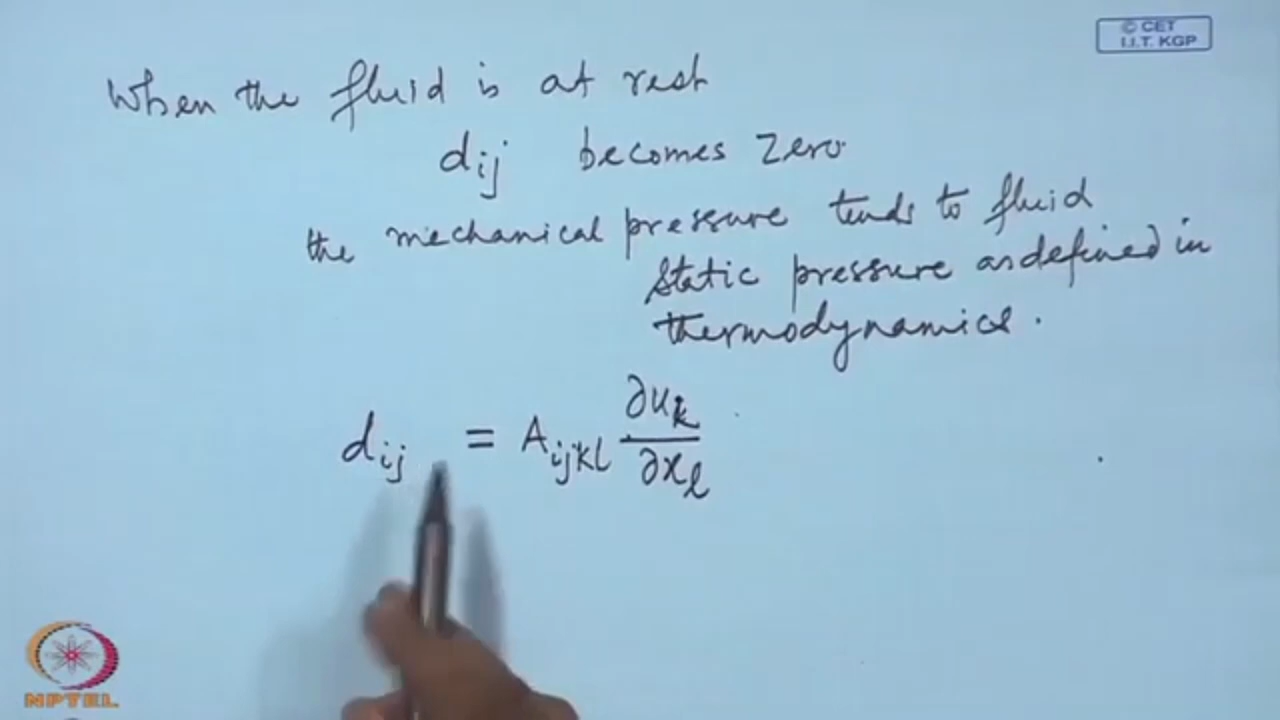 © CET
I.I.T. KGP
When the fluid is at rest
dij becomes zero
the mechanical pressure tends to fluid
static pressure as defined in
thermodynamics.
dij = Aijkl ∂uk/∂xl
NPTEL